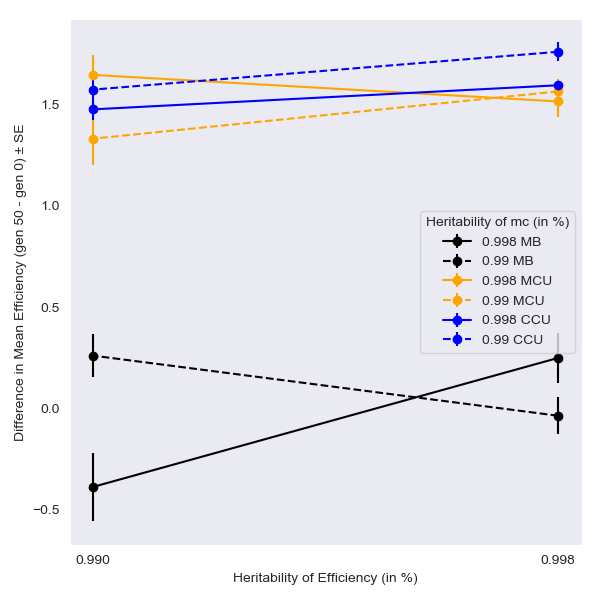 Difference in Mean Efficiency (gen 50 - gen 0) ± SE
1.5
1.0
0.5
0.0
−0.5
Heritability of mc (in %)
0.998 MB
0.99 MB
0.998 MCU
0.99 MCU
0.998 CCU
0.99 CCU
0.990
0.998
Heritability of Efficiency (in %)